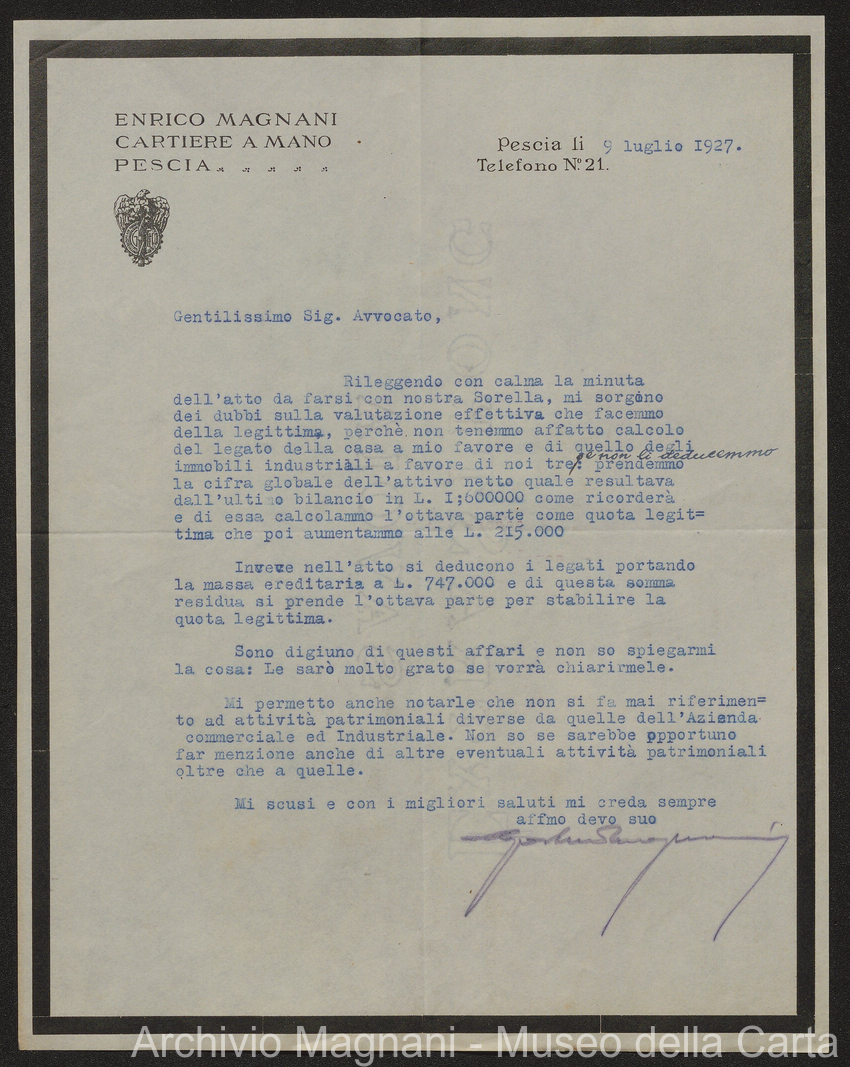 ENRICO MAGNANI
CARTIERE A MANO
PESCIA
Pescia li 9 luglio 1927.
Telefono Nº 21.
Gentilissimo Sig. Avvocato,
Rileggendo con calma la minuta
dell'atto da farsi con nostra Sorella, mi sorgono
dei dubbi sulla valutazione effettiva che facemmo
della legittima, perchè non tenemmo affatto calcolo
del legato della casa a mio favore e di quello degli
immobili industriali a favore di noi tre: prendemmo
e non li deducemmo
la cifra globale dell'attivo netto quale resultava
dall'ultimo bilancio in L. I;600000 come ricorderà
e di essa calcolammo l'ottava parte come quota legit=
tima che poi aumentammo alle L. 215.000
Invece nell'atto si deducono i legati portando
la massa ereditaria a L. 747.000 e di questa somma
residua si prende l'ottava parte per stabilire la
quota legittima.
Sono digiuno di questi affari e non so spiegarmi
la cosa: Le sarò molto grato se vorrà chiarirmele.
Mi permetto anche notarle che non si fa mai riferimen=
to ad attività patrimoniali diverse da quelle dell'Azienda
commerciale ed Industriale. Non so se sarebbe opportuno
far menzione anche di altre eventuali attività patrimoniali
oltre che a quelle.
Mi scusi e con i migliori saluti mi creda sempre
affmo devo suo
Magnani
Archivio Magnani - Museo della Carta